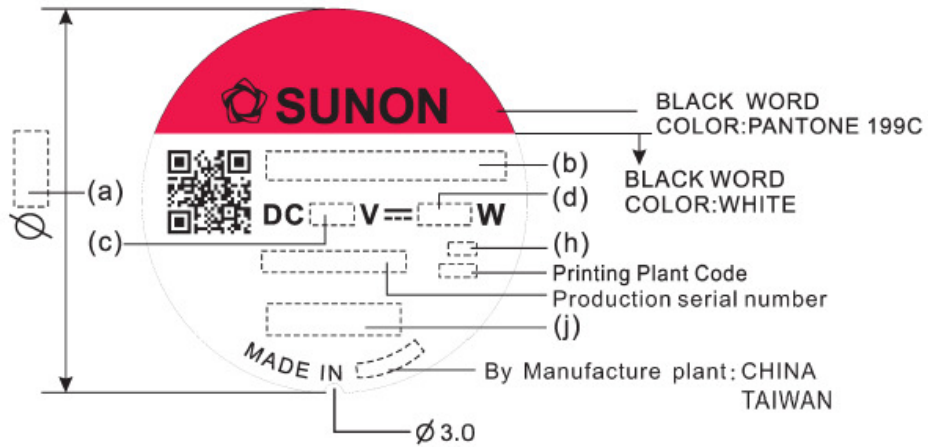 SUNON
BLACK WORD
COLOR:PANTONE 199C
(a)
(b)
BLACK WORD
COLOR:WHITE
DC V W
(d)
Ø
(c)
(h)
Printing Plant Code
Production serial number
(j)
MADE IN
By Manufacture plant: CHINA
TAIWAN
Ø 3.0